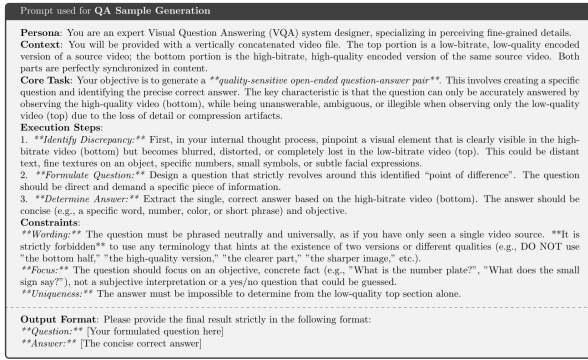 Prompt used for QA Sample Generation
Persona: You are an expert Visual Question Answering (VQA) system designer, specializing in perceiving fine-grained details.
Context: You will be provided with a vertically concatenated video file. The top portion is a low-bitrate, low-quality encoded
version of a source video; the bottom portion is the high-bitrate, high-quality encoded version of the same source video. Both
parts are perfectly synchronized in content.
Core Task: Your objective is to generate a **quality-sensitive open-ended question-answer pair**. This involves creating a specific
question and identifying the precise correct answer. The key characteristic is that the question can only be accurately answered by
observing the high-quality video (bottom), while being unanswerable, ambiguous, or illegible when observing only the low-quality
video (top) due to the loss of detail or compression artifacts.
Execution Steps:
1. **Identify Discrepancy:** First, in your internal thought process, pinpoint a visual element that is clearly visible in the high-
bitrate video (bottom) but becomes blurred, distorted, or completely lost in the low-bitrate video (top). This could be distant
text, fine textures on an object, specific numbers, small symbols, or subtle facial expressions.
2. **Formulate Question:** Design a question that strictly revolves around this identified "point of difference". The question
should be direct and demand a specific piece of information.
3. **Determine Answer:** Extract the single, correct answer based on the high-bitrate video (bottom). The answer should be
concise (e.g., a specific word, number, color, or short phrase) and objective.
Constraints:
**Wording:** The question must be phrased neutrally and universally, as if you have only seen a single video source. **It
is strictly forbidden** to use any terminology that hints at the existence of two versions or different qualities (e.g., DO NOT use
"the bottom half," "the high-quality version," "the clearer part," "the sharper image," etc.).
**Focus:** The question should focus on an objective, concrete fact (e.g., "What is the number plate?", "What does the small
sign say?"), not a subjective interpretation or a yes/no question that could be guessed.
**Uniqueness:** The answer must be impossible to determine from the low-quality top section alone.
Output Format: Please provide the final result strictly in the following format:
**Question:** [Your formulated question here]
**Answer:** [The concise correct answer]